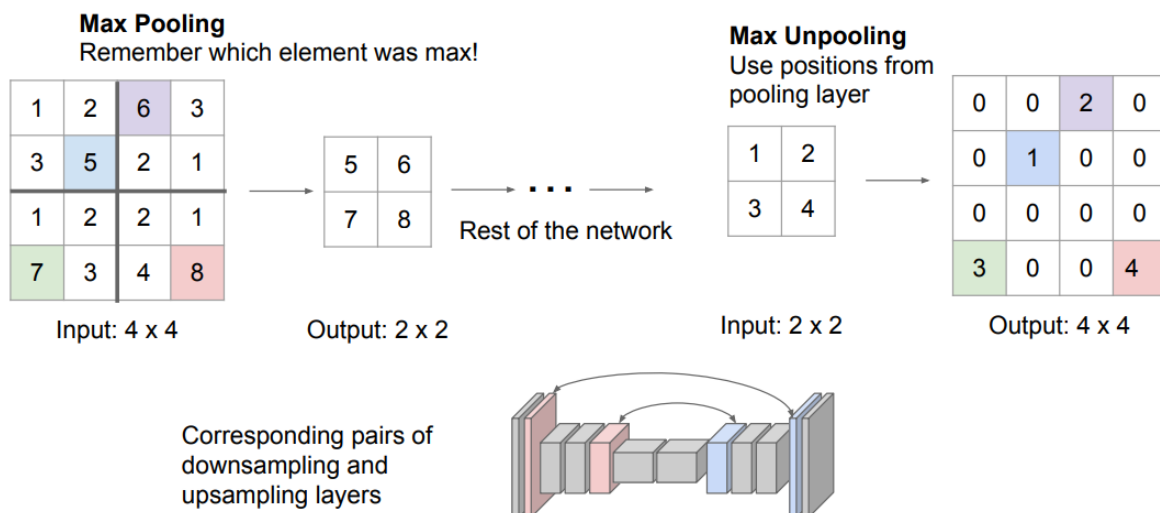 Max Pooling
Remember which element was max!
1 2 6 3
3 5 2 1
1 2 2 1
7 3 4 8
Input: 4 x 4
5 6
7 8
Output: 2 x 2
. . .
Rest of the network
Max Unpooling
Use positions from
pooling layer
1 2
3 4
Input: 2 x 2
0 0 2 0
0 1 0 0
0 0 0 0
3 0 0 4
Output: 4 x 4
Corresponding pairs of
downsampling and
upsampling layers